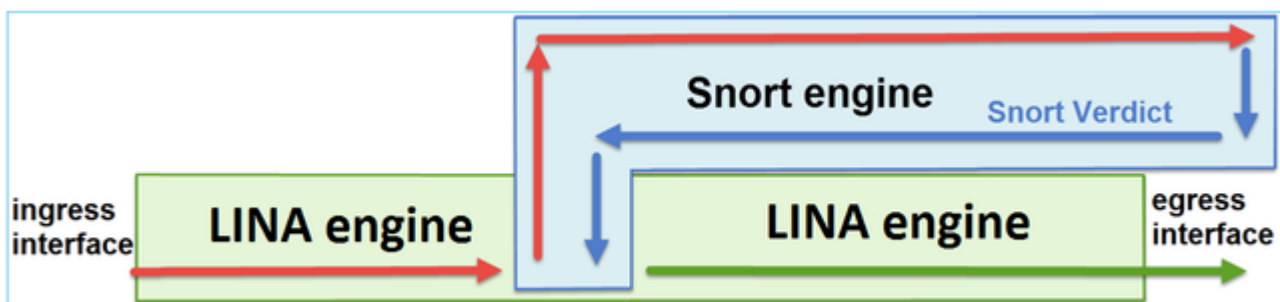 Snort engine
Snort Verdict
ingress
interface
LINA engine
LINA engine
egress
interface